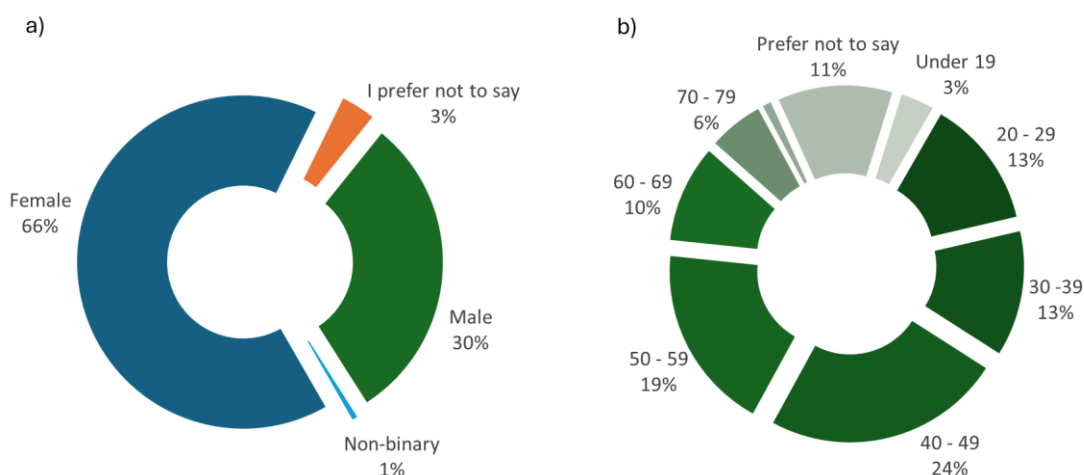 a)
I prefer not to say
3%
Female
66%
Male
30%
Non-binary
1%
b)
Prefer not to say
11%
Under 19
3%
70 - 79
6%
20 - 29
13%
60 - 69
10%
30 -39
13%
50 - 59
19%
40 - 49
24%